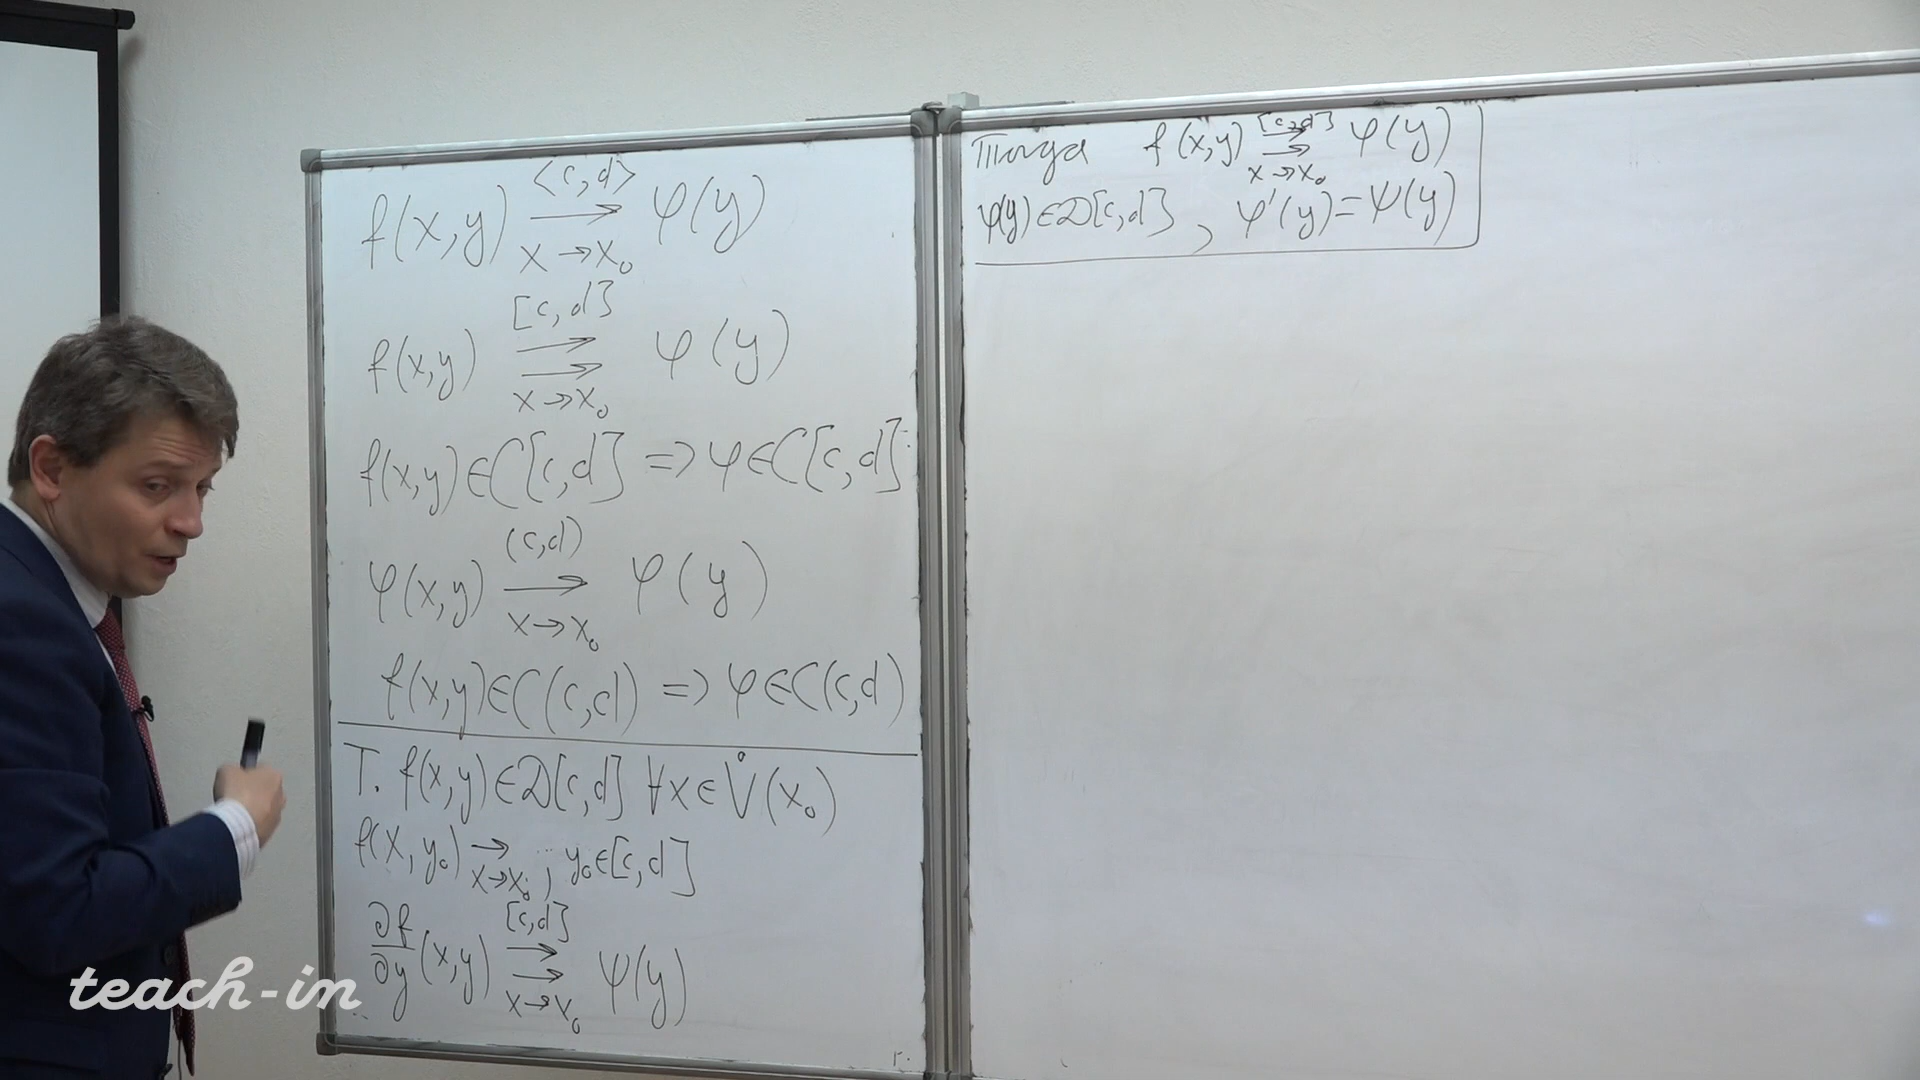 f(x,y) ⟶ φ(y)
<c,d>
x→x₀
f(x,y) ⇉ φ(y)
[c,d]
x→x₀
f(x,y)∈C[c,d] => φ∈C[c,d]
φ(x,y) ⟶ φ(y)
(c,d)
x→x₀
f(x,y)∈C(c,d) => φ∈C(c,d)
T. f(x,y)∈D[c,d] ∀x∈V̊(x₀)
f(x,y₀) → , y₀∈[c,d]
x→x₀
∂f/∂y (x,y) ⇉ ψ(y)
[c,d]
x→x₀
Тогда f(x,y) ⇉ φ(y)
[c,d]
x→x₀
φ(y)∈D[c,d], φ'(y)=ψ(y)
teach-in